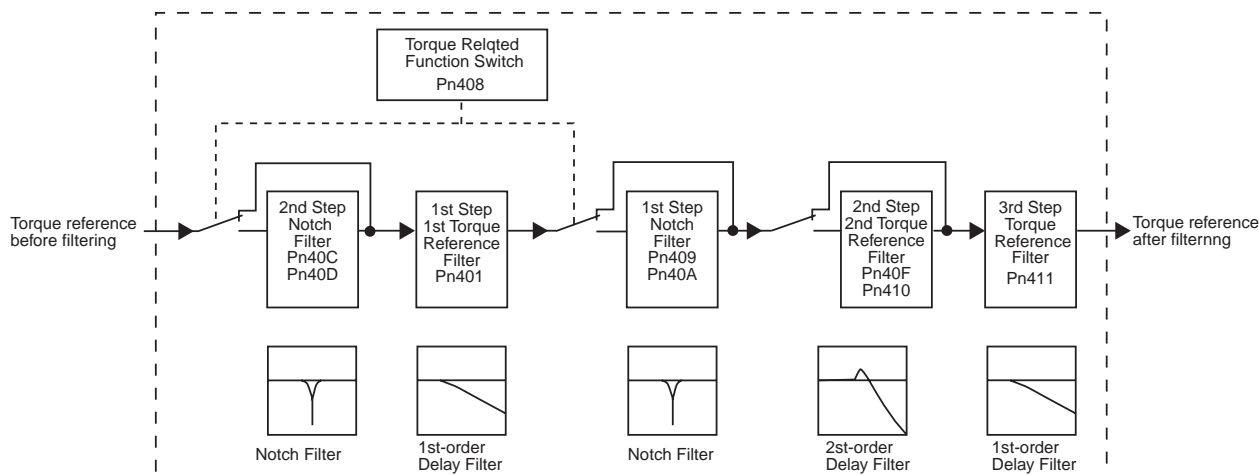 Torque Relqted
Function Switch
Pn408
Torque reference
before filtering
2nd Step
Notch
Filter
Pn40C
Pn40D
1st Step
1st Torque
Reference
Filter
Pn401
1st Step
Notch
Filter
Pn409
Pn40A
2nd Step
2nd Torque
Reference
Filter
Pn40F
Pn410
3rd Step
Torque
Reference
Filter
Pn411
Torque reference
after filternng
Notch Filter
1st-order
Delay Filter
Notch Filter
2st-order
Delay Filter
1st-order
Delay Filter